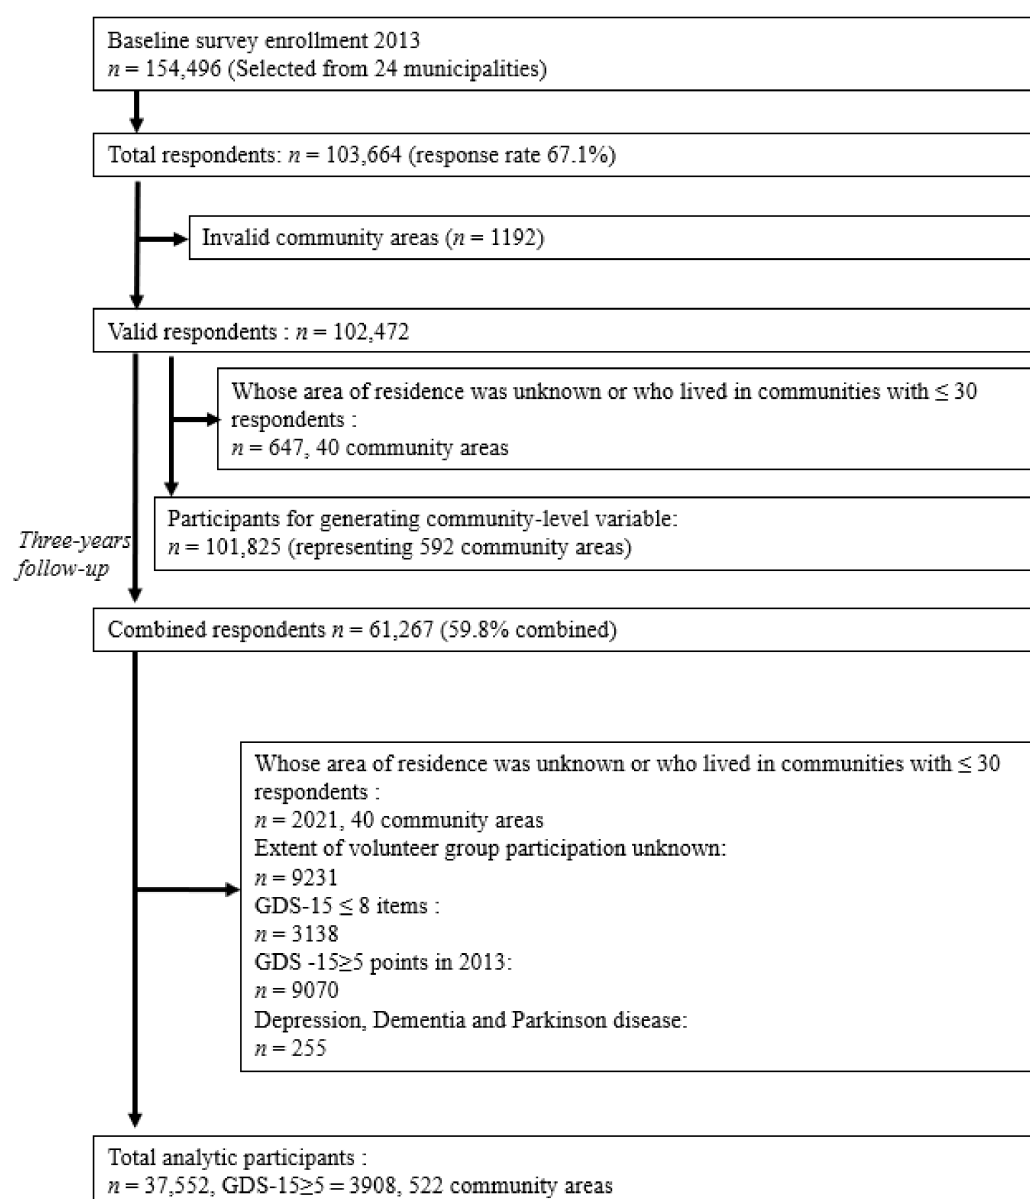 Baseline survey enrollment 2013
n = 154,496 (Selected from 24 municipalities)
Total respondents: n = 103,664 (response rate 67.1%)
Invalid community areas (n = 1192)
Valid respondents : n = 102,472
Whose area of residence was unknown or who lived in communities with ≤ 30
respondents :
n = 647, 40 community areas
Participants for generating community-level variable:
n = 101,825 (representing 592 community areas)
Three-years
follow-up
Combined respondents n = 61,267 (59.8% combined)
Whose area of residence was unknown or who lived in communities with ≤ 30
respondents :
n = 2021, 40 community areas
Extent of volunteer group participation unknown:
n = 9231
GDS-15 ≤ 8 items :
n = 3138
GDS -15≥5 points in 2013:
n = 9070
Depression, Dementia and Parkinson disease:
n = 255
Total analytic participants :
n = 37,552, GDS-15≥5 = 3908, 522 community areas